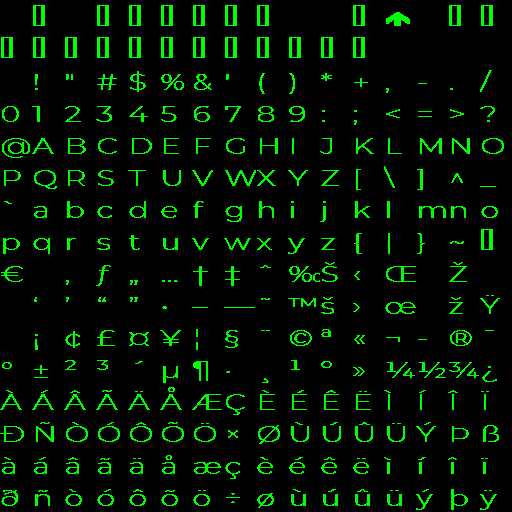 ! " # $ % & ' ( ) * + , - . /
0 1 2 3 4 5 6 7 8 9 : ; < = > ?
@ A B C D E F G H I J K L M N O
P Q R S T U V W X Y Z [ \ ] ^ _
` a b c d e f g h i j k l m n o
p q r s t u v w x y z { | } ~
€ , ƒ „ … † ‡ ˆ ‰ Š ‹ Œ Ž
‘ ’ “ ” • – — ˜ ™ š › œ ž Ÿ
¡ ¢ £ ¤ ¥ ¦ § ¨ © ª « ¬ - ® ¯
° ± ² ³ ´ µ ¶ · ¸ ¹ º » ¼ ½ ¾ ¿
À Á Â Ã Ä Å Æ Ç È É Ê Ë Ì Í Î Ï
Ð Ñ Ò Ó Ô Õ Ö × Ø Ù Ú Û Ü Ý Þ ß
à á â ã ä å æ ç è é ê ë ì í î ï
ð ñ ò ó ô õ ö ÷ ø ù ú û ü ý þ ÿ